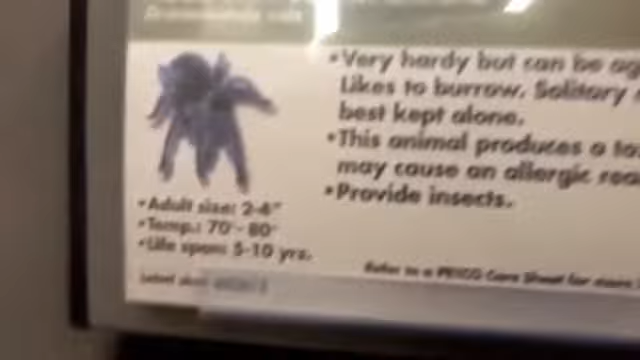 •Very hardy but can be ag
Likes to burrow. Solitary
best kept alone.
•This animal produces a to
may cause an allergic rea
•Provide insects.
•Adult size: 2-6"
•Temp.: 70°- 80°
•Life span: 5-10 yrs.
Refer to a PETCO Care Sheet for more